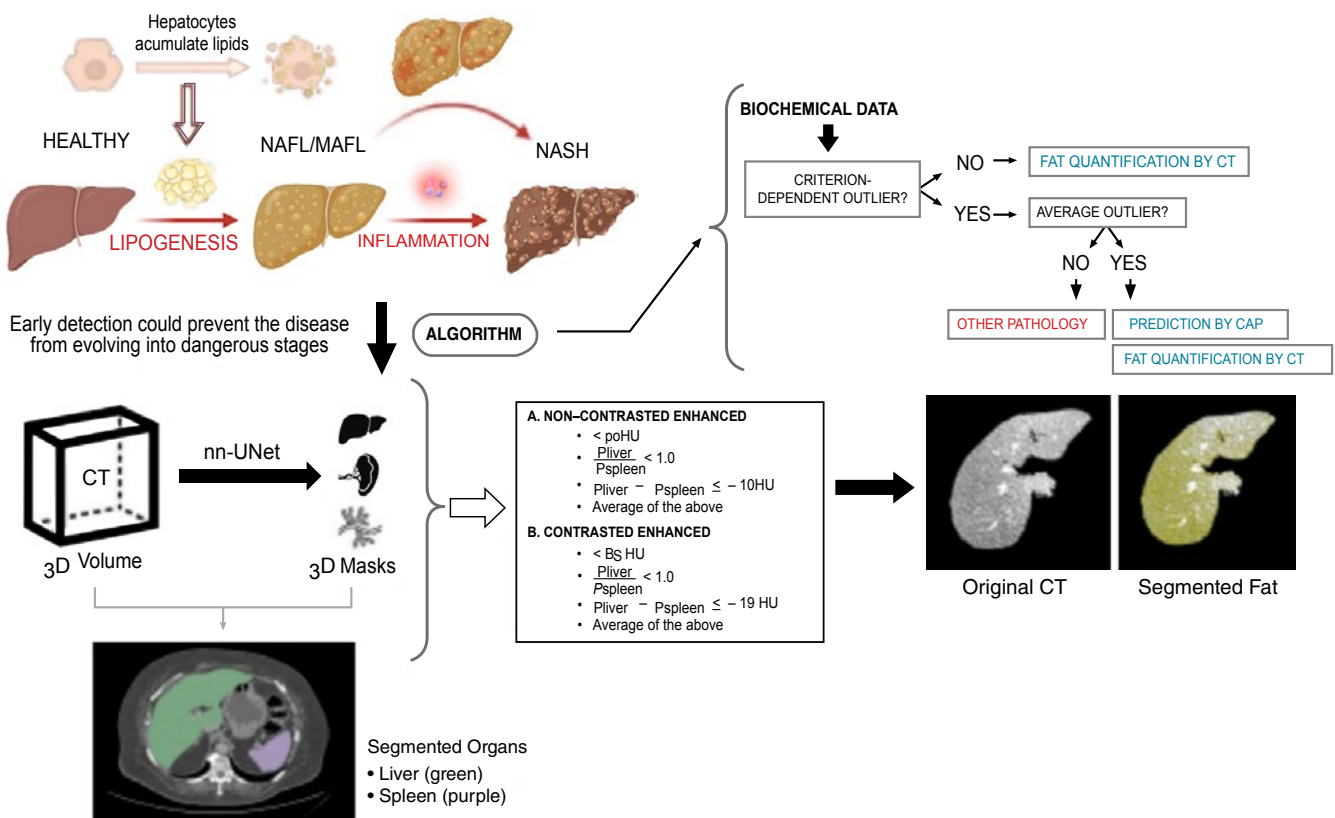 Hepatocytes
acumulate lipids
HEALTHY
NAFL/MAFL
NASH
LIPOGENESIS
INFLAMMATION
Early detection could prevent the disease
from evolving into dangerous stages
ALGORITHM
BIOCHEMICAL DATA
CRITERION-
DEPENDENT OUTLIER?
NO
FAT QUANTIFICATION BY CT
YES
AVERAGE OUTLIER?
NO
YES
OTHER PATHOLOGY
PREDICTION BY CAP
FAT QUANTIFICATION BY CT
CT
nn-UNet
3D Volume
3D Masks
A. NON–CONTRASTED ENHANCED
• < poHU
• Pliver
Pspleen
< 1.0
• Pliver − Pspleen ≤ − 10HU
• Average of the above
B. CONTRASTED ENHANCED
• < BS HU
• Pliver
Pspleen
< 1.0
• Pliver − Pspleen ≤ − 19 HU
• Average of the above
Original CT
Segmented Fat
Segmented Organs
• Liver (green)
• Spleen (purple)